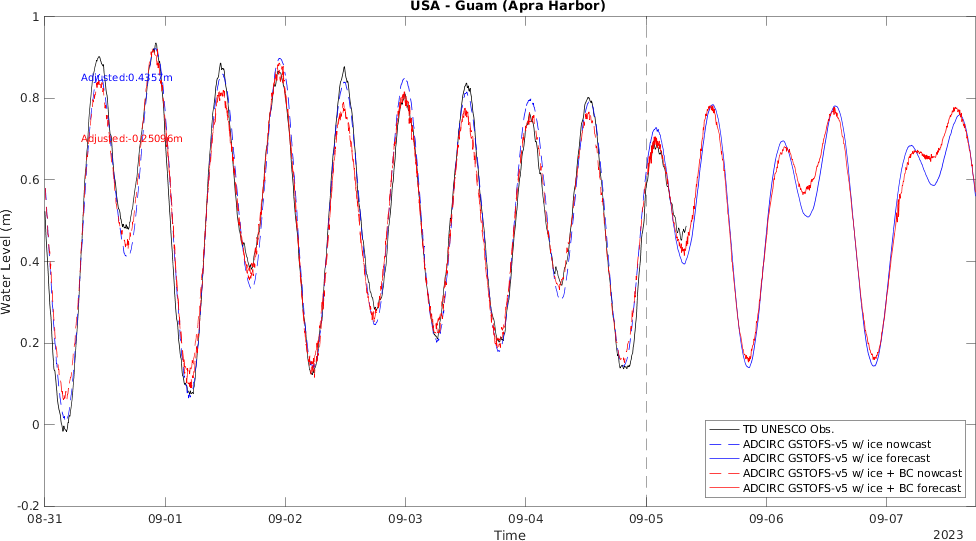 USA - Guam (Apra Harbor)
1
0.8
0.6
0.4
0.2
0
-0.2
Water Level (m)
Adjusted:0.4357m
Adjusted:-0.25096m
TD UNESCO Obs.
ADCIRC GSTOFS-v5 w/ ice nowcast
ADCIRC GSTOFS-v5 w/ ice forecast
ADCIRC GSTOFS-v5 w/ ice + BC nowcast
ADCIRC GSTOFS-v5 w/ ice + BC forecast
08-31 09-01 09-02 09-03 09-04 09-05 09-06 09-07
Time
2023